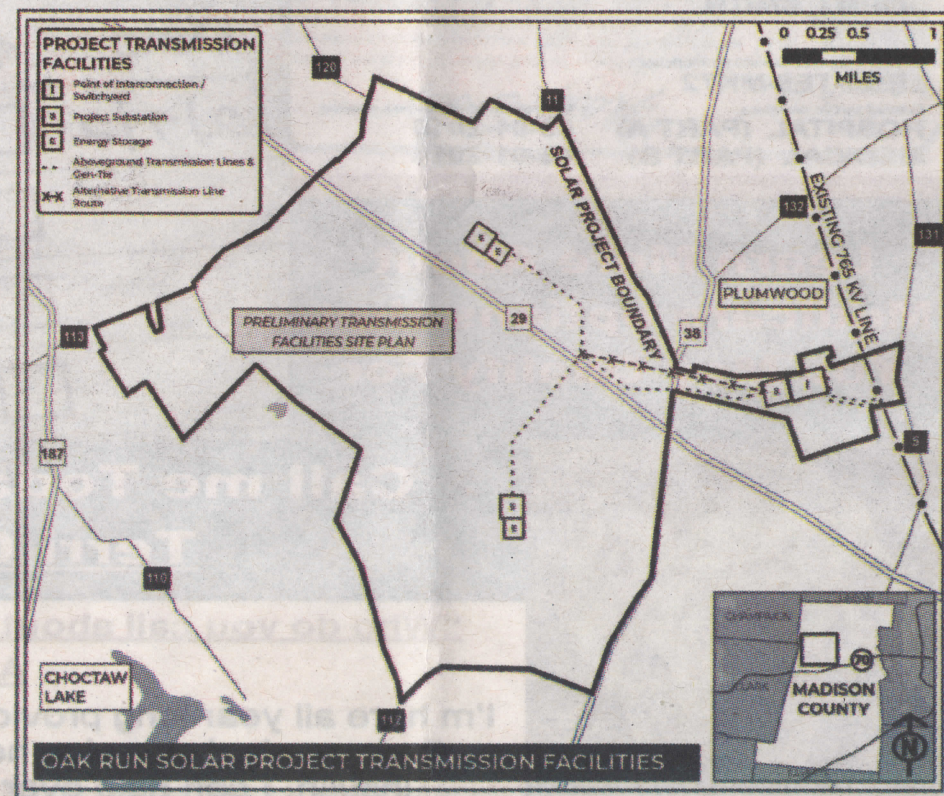 PROJECT TRANSMISSION
FACILITIES
I
Point of Interconnection /
Switchyard
S
Project Substation
E
Energy Storage
Aboveground Transmission Lines &
Gen-Tie
X-X
Alternative Transmission Line
Route
0 0.25 0.5 1
MILES
120
11
SOLAR PROJECT BOUNDARY
EXISTING 765 KV LINE
132
131
PLUMWOOD
113
PRELIMINARY TRANSMISSION
FACILITIES SITE PLAN
29
38
S
S
I
5
187
110
CHOCTAW
LAKE
112
CLARK
70
MADISON
COUNTY
N
OAK RUN SOLAR PROJECT TRANSMISSION FACILITIES